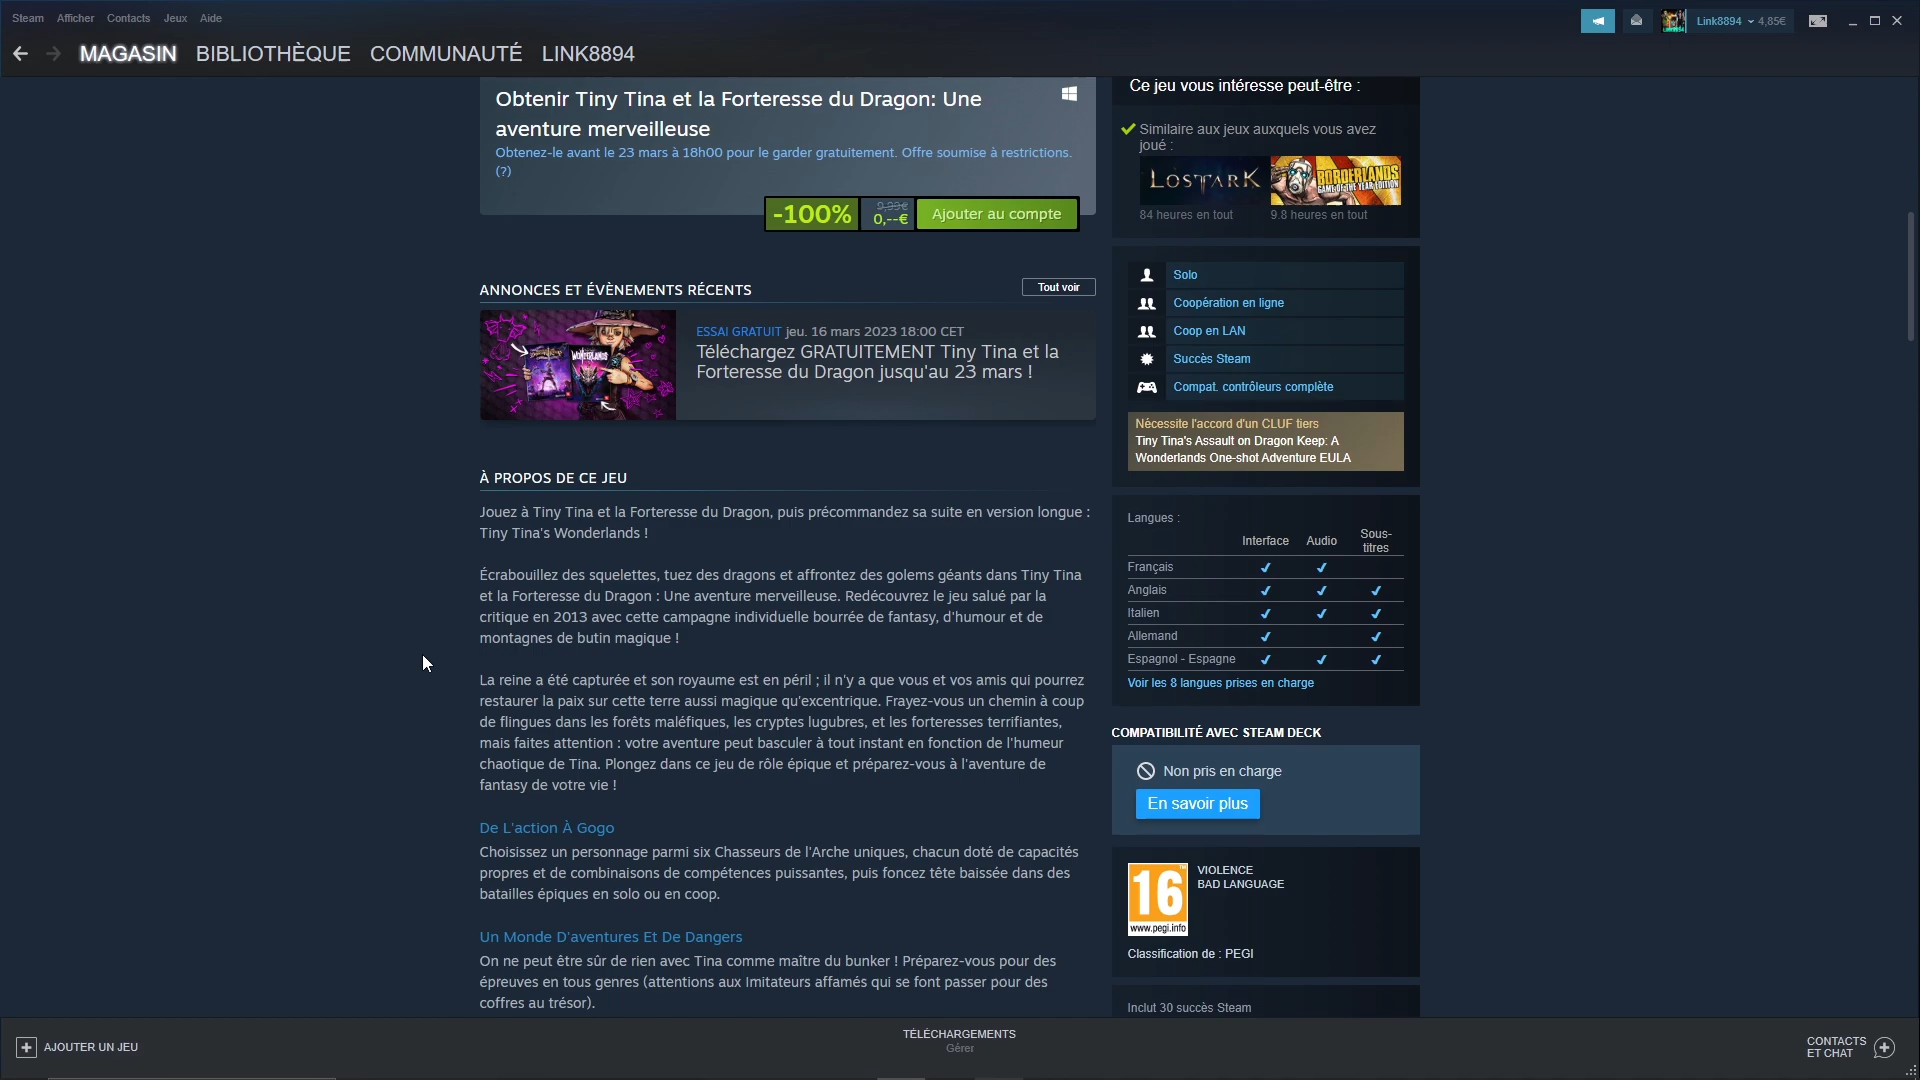 Steam Afficher Contacts Jeux Aide
Link8894 4,85€
MAGASIN BIBLIOTHÈQUE COMMUNAUTÉ LINK8894
Obtenir Tiny Tina et la Forteresse du Dragon: Une
aventure merveilleuse
Obtenez-le avant le 23 mars à 18h00 pour le garder gratuitement. Offre soumise à restrictions.
(?)
-100%
9,99€
0,--€
Ajouter au compte
ANNONCES ET ÉVÈNEMENTS RÉCENTS
Tout voir
WONDERLANDS
ESSAI GRATUIT jeu. 16 mars 2023 18:00 CET
Téléchargez GRATUITEMENT Tiny Tina et la
Forteresse du Dragon jusqu'au 23 mars !
À PROPOS DE CE JEU
Jouez à Tiny Tina et la Forteresse du Dragon, puis précommandez sa suite en version longue :
Tiny Tina's Wonderlands !
Écrabouillez des squelettes, tuez des dragons et affrontez des golems géants dans Tiny Tina
et la Forteresse du Dragon : Une aventure merveilleuse. Redécouvrez le jeu salué par la
critique en 2013 avec cette campagne individuelle bourrée de fantasy, d'humour et de
montagnes de butin magique !
La reine a été capturée et son royaume est en péril ; il n'y a que vous et vos amis qui pourrez
restaurer la paix sur cette terre aussi magique qu'excentrique. Frayez-vous un chemin à coup
de flingues dans les forêts maléfiques, les cryptes lugubres, et les forteresses terrifiantes,
mais faites attention : votre aventure peut basculer à tout instant en fonction de l'humeur
chaotique de Tina. Plongez dans ce jeu de rôle épique et préparez-vous à l'aventure de
fantasy de votre vie !
De L'action À Gogo
Choisissez un personnage parmi six Chasseurs de l'Arche uniques, chacun doté de capacités
propres et de combinaisons de compétences puissantes, puis foncez tête baissée dans des
batailles épiques en solo ou en coop.
Un Monde D'aventures Et De Dangers
On ne peut être sûr de rien avec Tina comme maître du bunker ! Préparez-vous pour des
épreuves en tous genres (attentions aux Imitateurs affamés qui se font passer pour des
coffres au trésor).
Ce jeu vous intéresse peut-être :
Similaire aux jeux auxquels vous avez
joué :
LOST ARK
BORDERLANDS
GAME OF THE YEAR EDITION
84 heures en tout 9.8 heures en tout
Solo
Coopération en ligne
Coop en LAN
Succès Steam
Compat. contrôleurs complète
Nécessite l'accord d'un CLUF tiers
Tiny Tina's Assault on Dragon Keep: A
Wonderlands One-shot Adventure EULA
Langues :
Interface Audio Sous-
titres
Français
Anglais
Italien
Allemand
Espagnol - Espagne
Voir les 8 langues prises en charge
COMPATIBILITÉ AVEC STEAM DECK
Non pris en charge
En savoir plus
16
www.pegi.info
VIOLENCE
BAD LANGUAGE
Classification de : PEGI
Inclut 30 succès Steam
AJOUTER UN JEU
TÉLÉCHARGEMENTS
Gérer
CONTACTS
ET CHAT